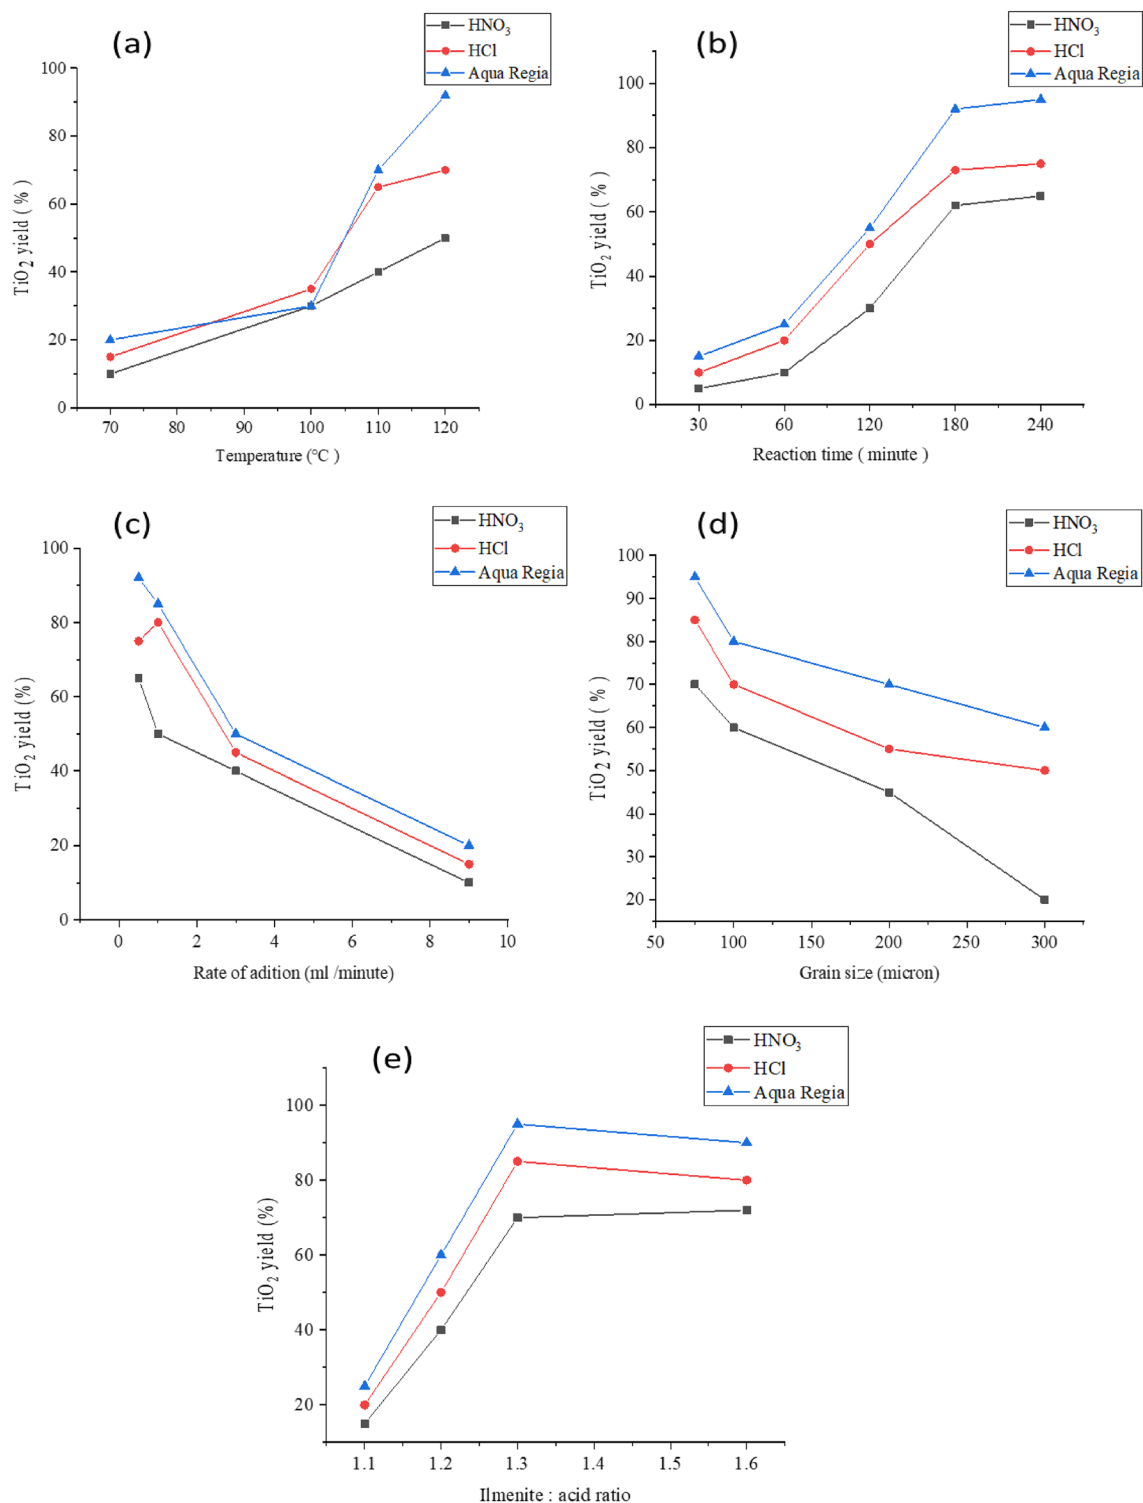 (a)
HNO3
HCl
Aqua Regia
100
80
60
40
20
0
70 80 90 100 110 120
TiO2 yield ( % )
Temperature (°C )
(b)
HNO3
HCl
Aqua Regia
100
80
60
40
20
0
30 60 120 180 240
TiO2 yield ( % )
Reaction time ( minute )
(c)
HNO3
HCl
Aqua Regia
100
80
60
40
20
0
0 2 4 6 8 10
TiO2 yield (%)
Rate of adition (ml /minute)
(d)
HNO3
HCl
Aqua Regia
100
90
80
70
60
50
40
30
20
50 100 150 200 250 300
TiO2 yield ( % )
Grain size (micron)
(e)
HNO3
HCl
Aqua Regia
100
80
60
40
20
1.1 1.2 1.3 1.4 1.5 1.6
TiO2 yield (%)
Ilmenite : acid ratio